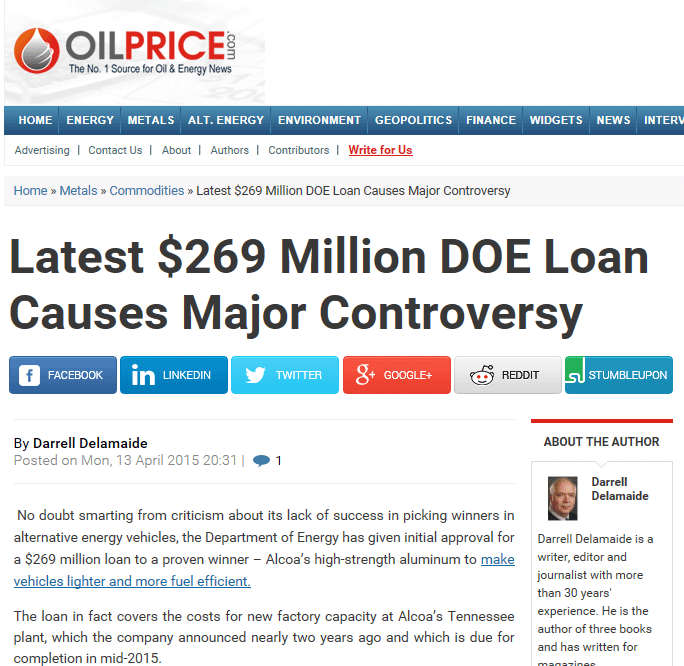 OILPRICE.com
The No. 1 Source for Oil & Energy News
HOME ENERGY METALS ALT. ENERGY ENVIRONMENT GEOPOLITICS FINANCE WIDGETS NEWS INTERV
Advertising | Contact Us | About | Authors | Contributors | Write for Us
Home » Metals » Commodities » Latest $269 Million DOE Loan Causes Major Controversy
Latest $269 Million DOE Loan
Causes Major Controversy
FACEBOOK LINKEDIN TWITTER GOOGLE+ REDDIT STUMBLEUPON
By Darrell Delamaide
Posted on Mon, 13 April 2015 20:31 | 1
No doubt smarting from criticism about its lack of success in picking winners in
alternative energy vehicles, the Department of Energy has given initial approval for
a $269 million loan to a proven winner – Alcoa's high-strength aluminum to make
vehicles lighter and more fuel efficient.
The loan in fact covers the costs for new factory capacity at Alcoa's Tennessee
plant, which the company announced nearly two years ago and which is due for
completion in mid-2015.
ABOUT THE AUTHOR
Darrell
Delamaide
Darrell Delamaide is a
writer, editor and
journalist with more
than 30 years'
experience. He is the
author of three books
and has written for
magazines